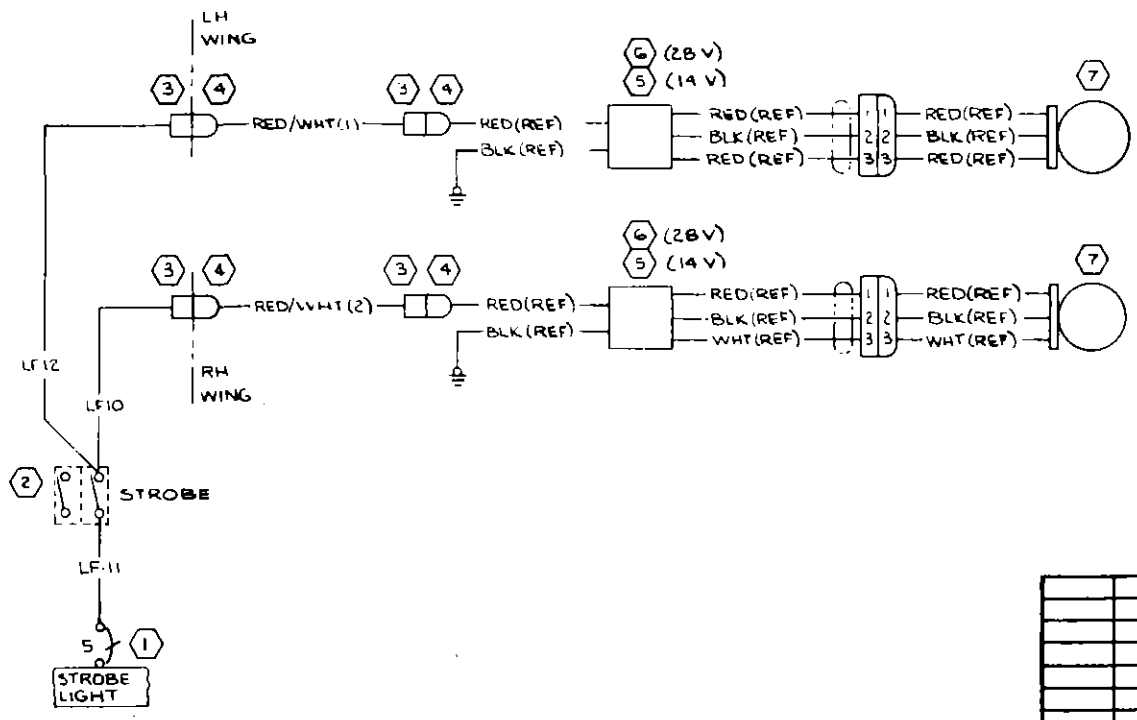 LH
WING
3 4
3 4
6 (28 V)
5 (14 V)
7
RED/WHT(1)
RED(REF)
BLK(REF)
RED(REF) 1 1 RED(REF)
BLK(REF) 2 2 BLK(REF)
RED(REF) 3 3 RED(REF)
6 (28 V)
5 (14 V)
7
3 4
3 4
RED/WHT(2)
RED(REF)
BLK(REF)
RED(REF) 1 1 RED(REF)
BLK(REF) 2 2 BLK(REF)
WHT(REF) 3 3 WHT(REF)
RH
WING
LF12
LF10
2
STROBE
LF11
5
1
STROBE
LIGHT